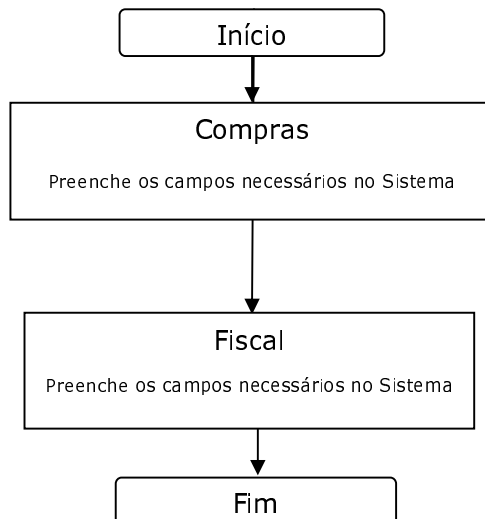 Início
Compras
Preenche os campos necessários no Sistema
Fiscal
Preenche os campos necessários no Sistema
Fim